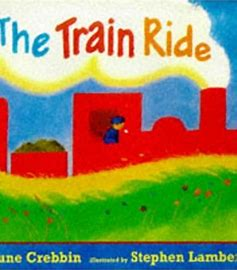 The Train Ride
une Crebbin illustrated by Stephen Lamber